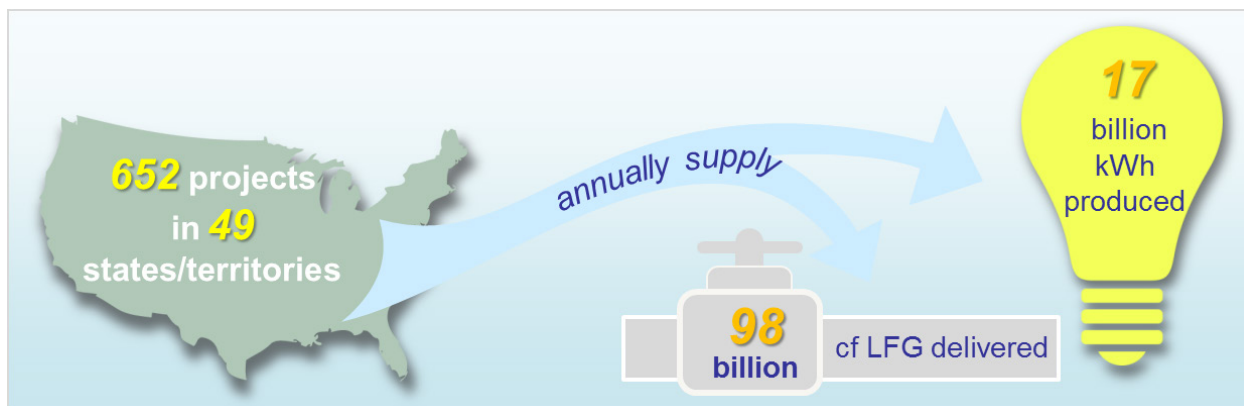 652 projects
in 49
states/territories
annually supply
98
billion
cf LFG delivered
17
billion
kWh
produced